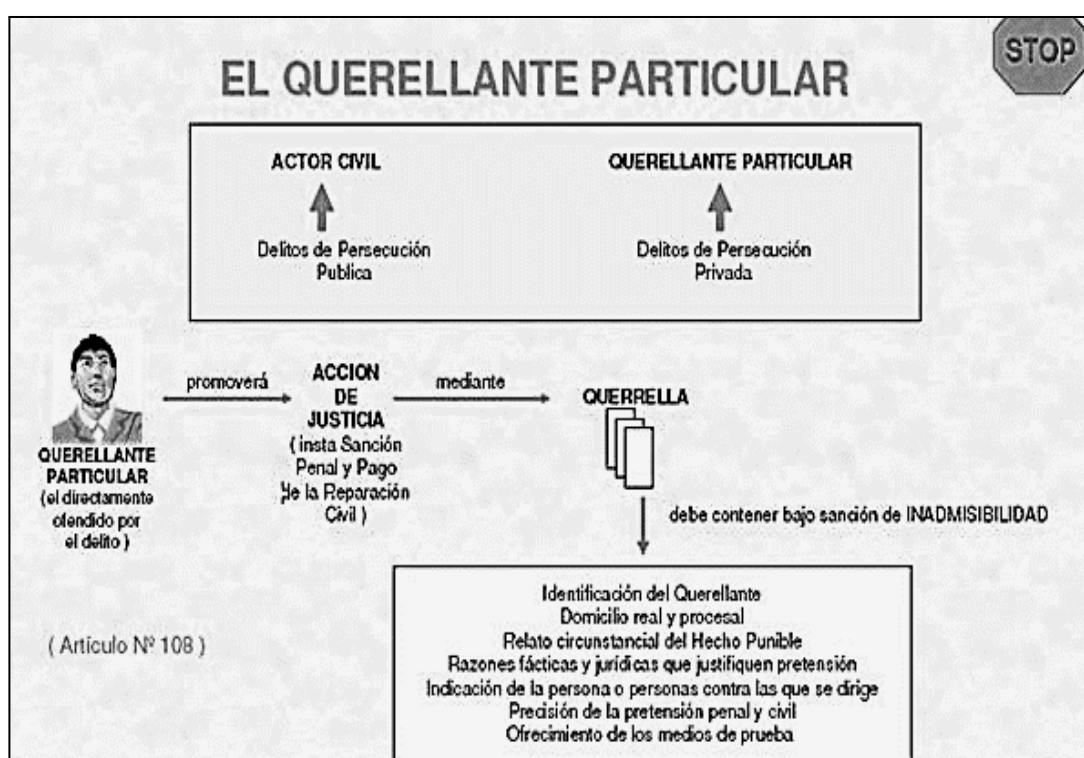 STOP
EL QUERELLANTE PARTICULAR
ACTOR CIVIL
QUERELLANTE PARTICULAR
Delitos de Persecución
Publica
Delitos de Persecución
Privada
promoverá
ACCION
DE
JUSTICIA
( insta Sanción
Penal y Pago
de la Reparación
Civil )
mediante
QUERRELLA
QUERELLANTE
PARTICULAR
(el directamente
ofendido por
el delito )
debe contener bajo sanción de INADMISIBILIDAD
( Artículo Nº 108 )
Identificación del Querellante
Domicilio real y procesal
Relato circunstancial del Hecho Punible
Razones fácticas y jurídicas que justifiquen pretensión
Indicación de la persona o personas contra las que se dirige
Precisión de la pretensión penal y civil
Ofrecimiento de los medios de prueba